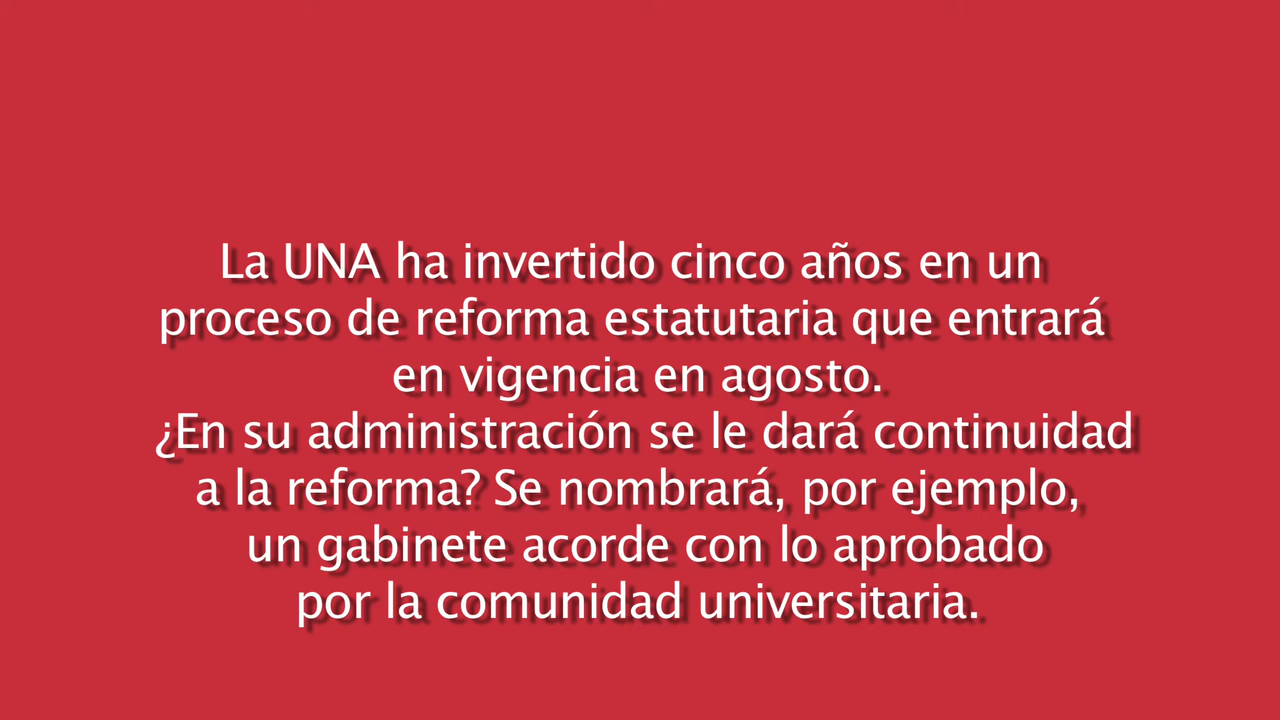 La UNA ha invertido cinco años en un
proceso de reforma estatutaria que entrará
en vigencia en agosto.
¿En su administración se le dará continuidad
a la reforma? Se nombrará, por ejemplo,
un gabinete acorde con lo aprobado
por la comunidad universitaria.